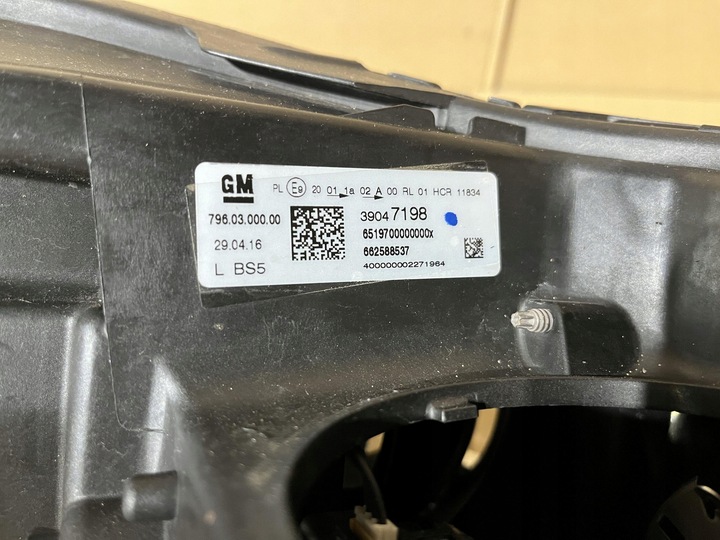 GM PL E9 20 01 1a 02 A 00 RL 01 HCR 11834
796.03.000.00 39047198
6519700000000x
29.04.16 662588537
L BS5 400000002271964